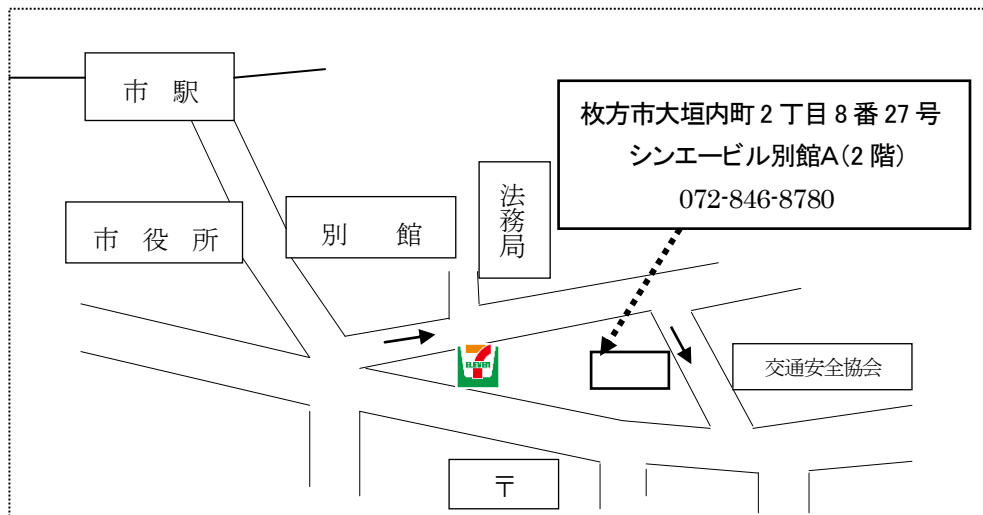 市 駅
枚方市大垣内町 2 丁目 8 番 27 号
シンエービル別館A(2 階)
072-846-8780
法務局
市 役 所
別 館
ELEVEN
交通安全協会
〒